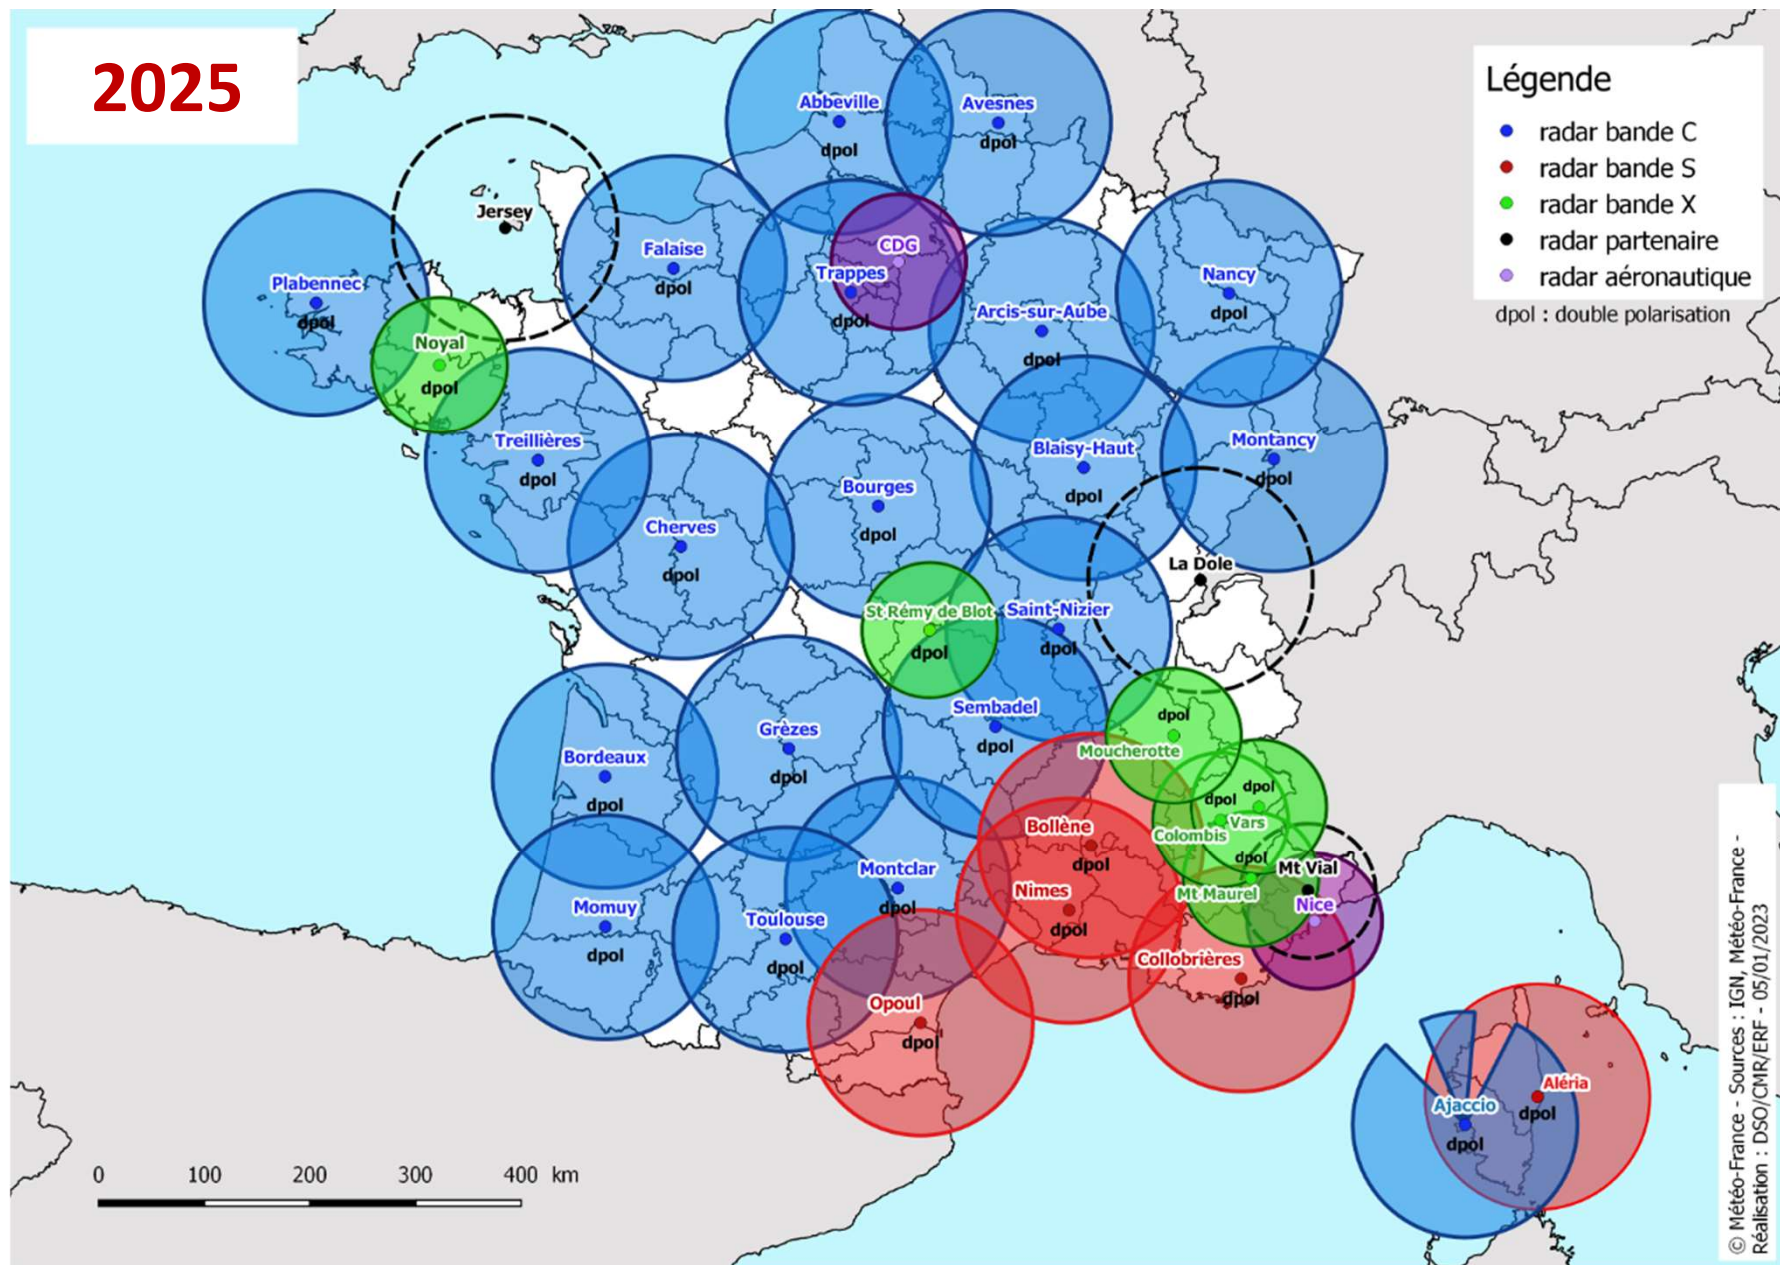 2025
Légende
radar bande C
radar bande S
radar bande X
radar partenaire
radar aéronautique
dpol : double polarisation
Abbeville
dpol
Avesnes
dpol
Jersey
Plabennec
dpol
Falaise
dpol
CDG
Trappes
dpol
Arcis-sur-Aube
dpol
Nancy
dpol
Noyal
dpol
Treillières
dpol
Blaisy-Haut
dpol
Montancy
dpol
Cherves
dpol
Bourges
dpol
La Dole
St Rémy de Blot
dpol
Saint-Nizier
dpol
Sembadel
dpol
Grèzes
dpol
Bordeaux
dpol
dpol
Moucherotte
dpol
Colombis
dpol
Vars
dpol
Mt Maurel
Mt Vial
Nice
Bollène
dpol
Nimes
dpol
Montclar
dpol
Momuy
dpol
Toulouse
dpol
Collobrières
dpol
Opoul
dpol
Aléria
dpol
Ajaccio
dpol
0 100 200 300 400 km
© Météo-France - Sources : IGN, Météo-France -
Réalisation : DSO/CMR/ERF - 05/01/2023